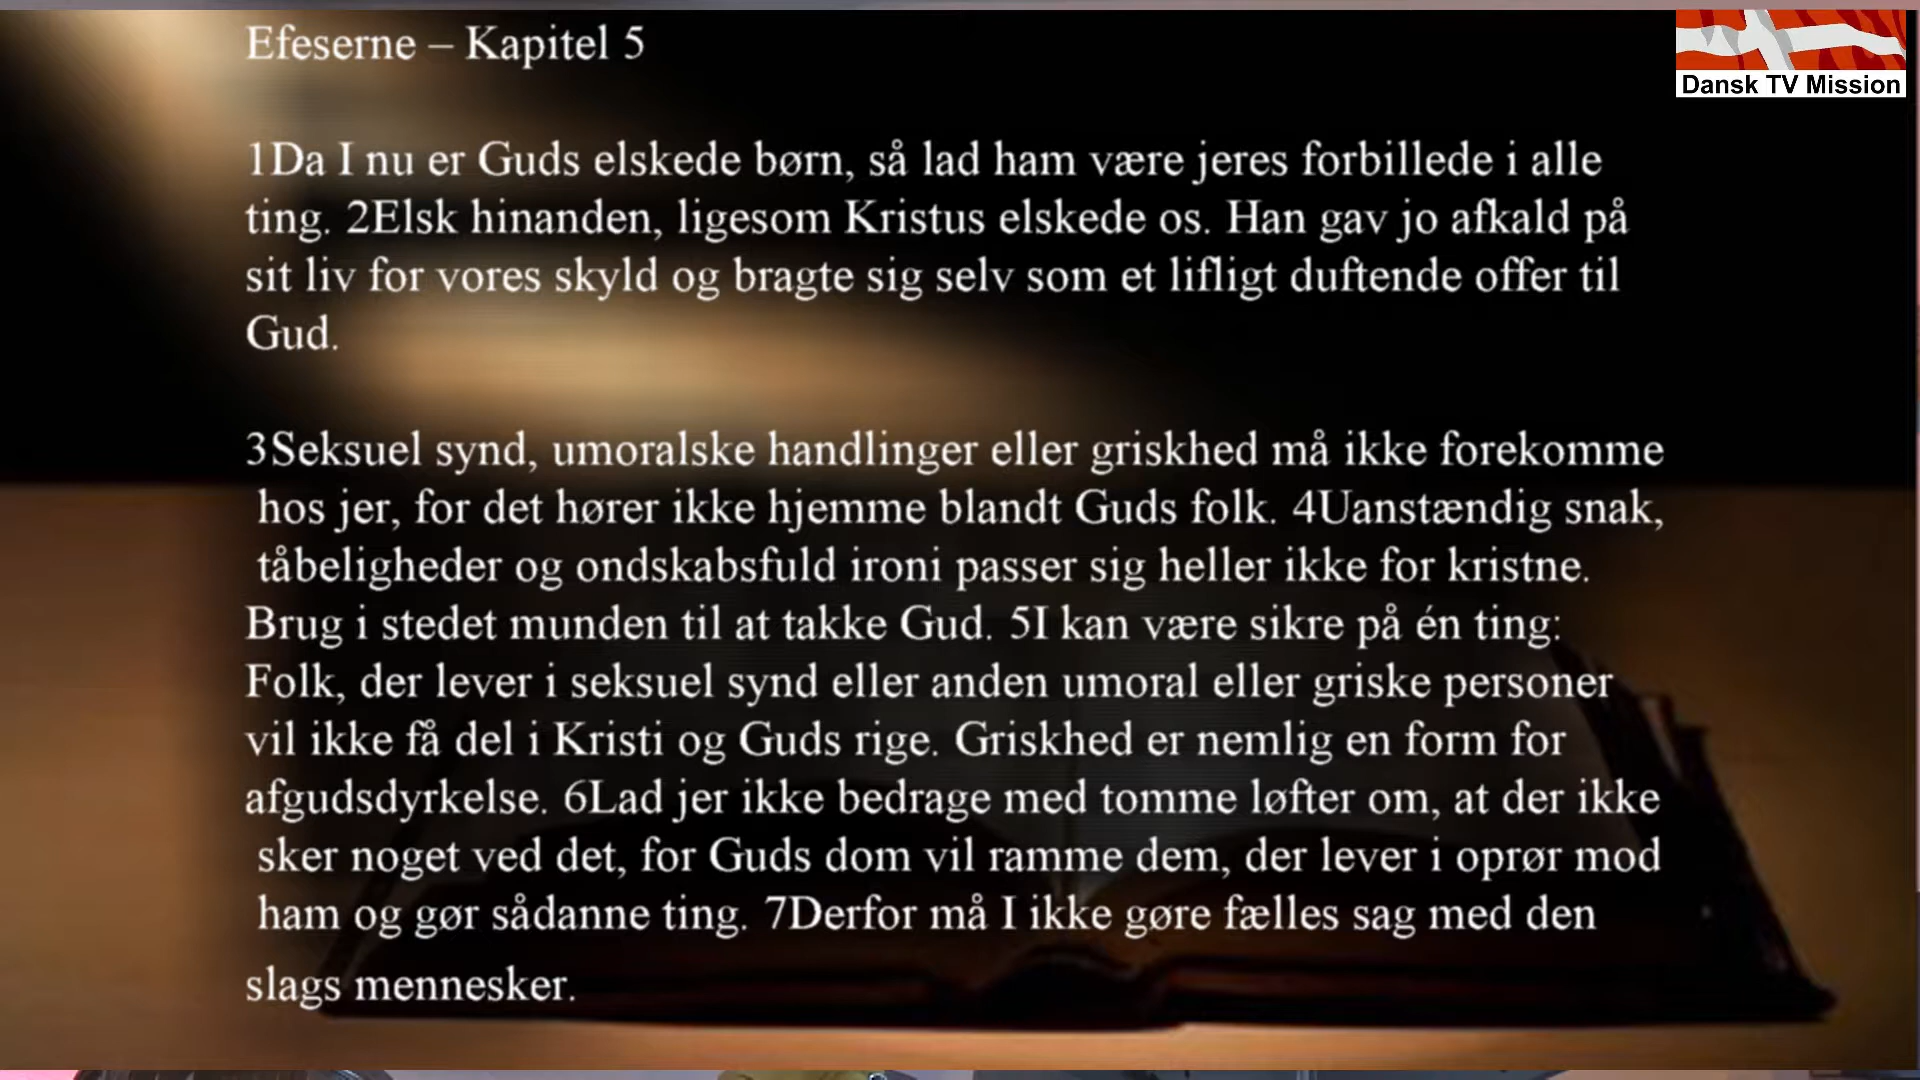 Efeserne – Kapitel 5
Dansk TV Mission
1Da I nu er Guds elskede børn, så lad ham være jeres forbillede i alle
ting. 2Elsk hinanden, ligesom Kristus elskede os. Han gav jo afkald på
sit liv for vores skyld og bragte sig selv som et lifligt duftende offer til
Gud.
3Seksuel synd, umoralske handlinger eller griskhed må ikke forekomme
hos jer, for det hører ikke hjemme blandt Guds folk. 4Uanstændig snak,
tåbeligheder og ondskabsfuld ironi passer sig heller ikke for kristne.
Brug i stedet munden til at takke Gud. 5I kan være sikre på én ting:
Folk, der lever i seksuel synd eller anden umoral eller griske personer
vil ikke få del i Kristi og Guds rige. Griskhed er nemlig en form for
afgudsdyrkelse. 6Lad jer ikke bedrage med tomme løfter om, at der ikke
sker noget ved det, for Guds dom vil ramme dem, der lever i oprør mod
ham og gør sådanne ting. 7Derfor må I ikke gøre fælles sag med den
slags mennesker.